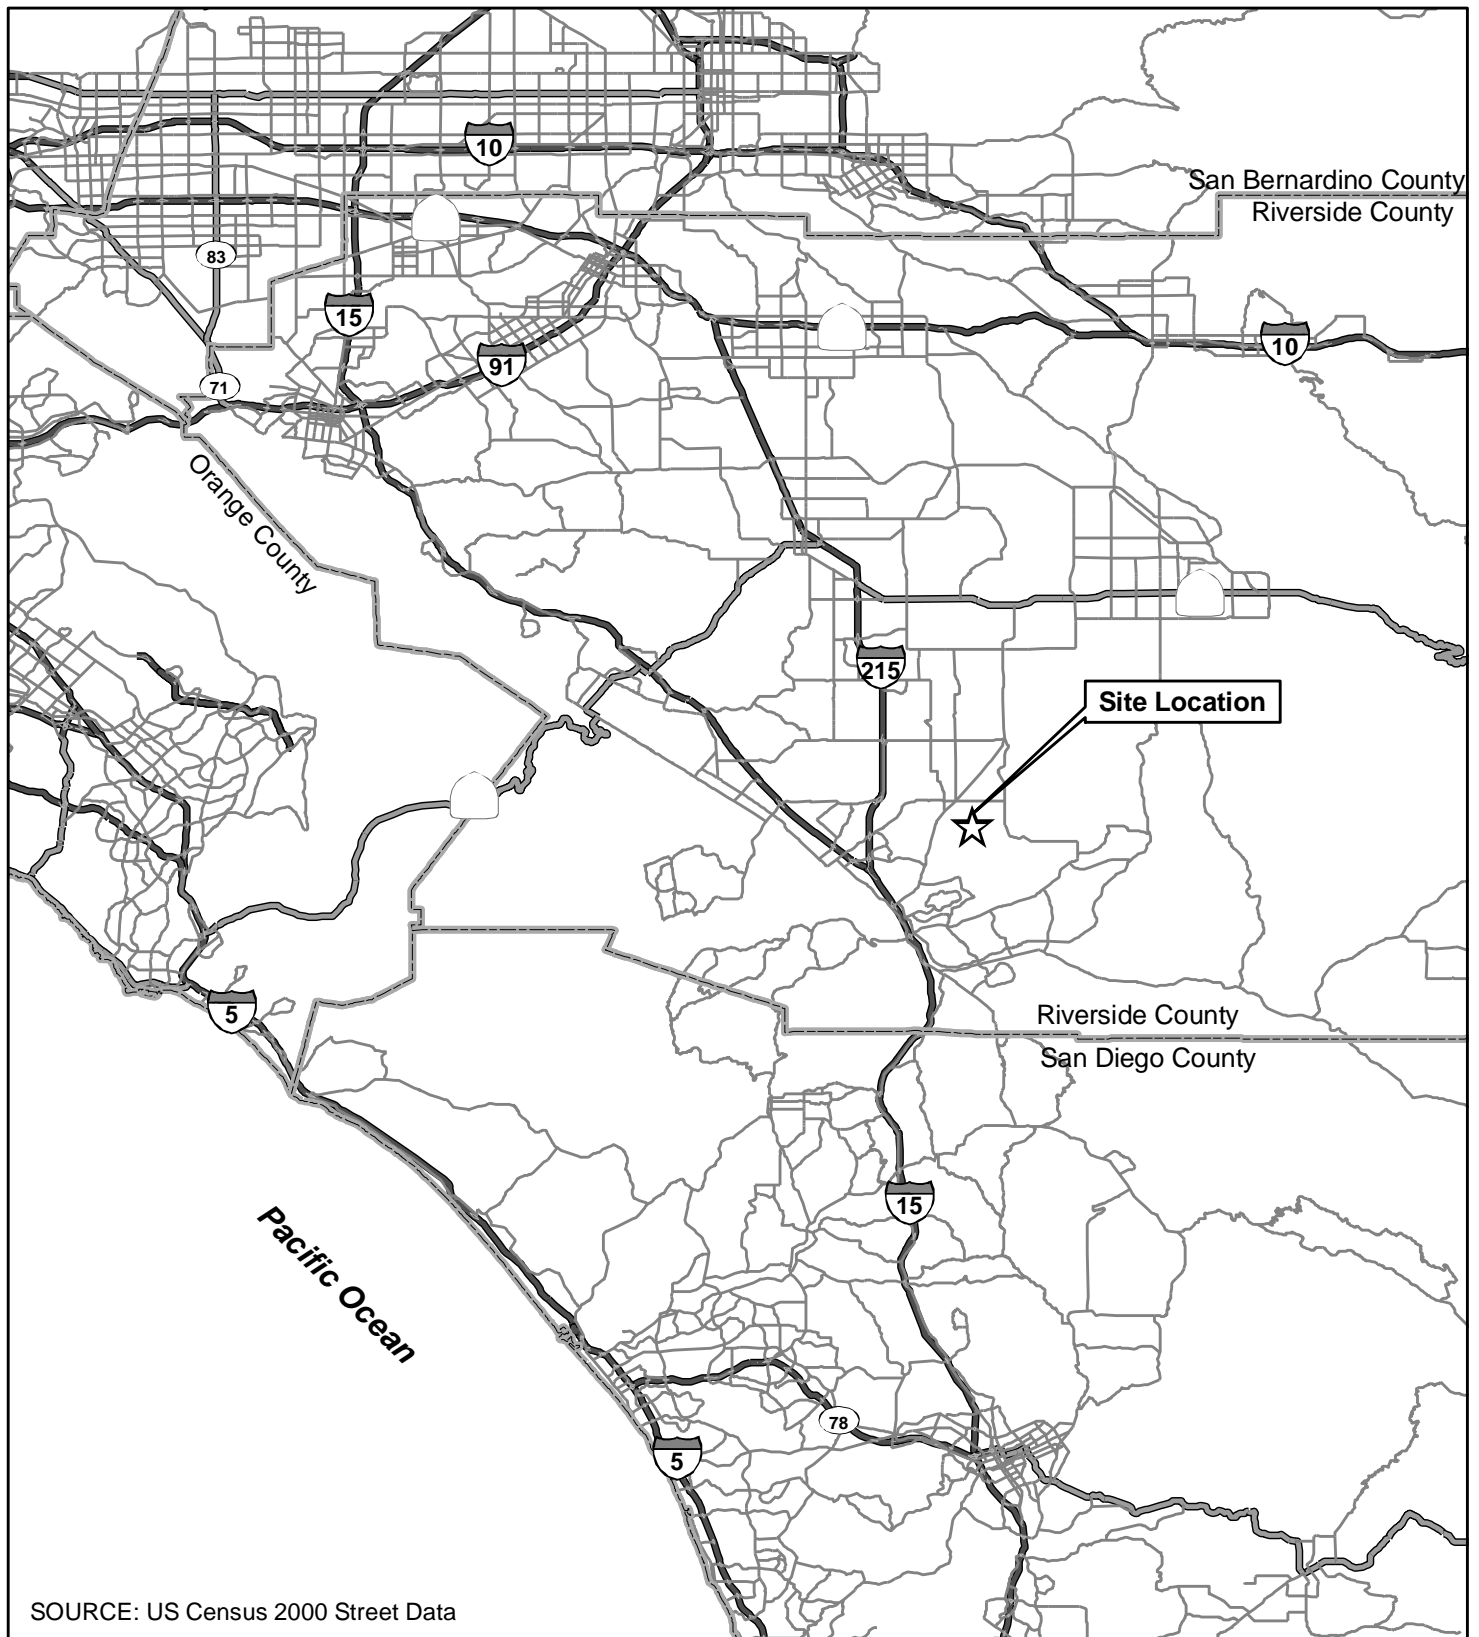 10
San Bernardino County
Riverside County
83
15
91
10
71
Orange County
215
Site Location
5
Riverside County
San Diego County
15
Pacific Ocean
78
5
SOURCE: US Census 2000 Street Data